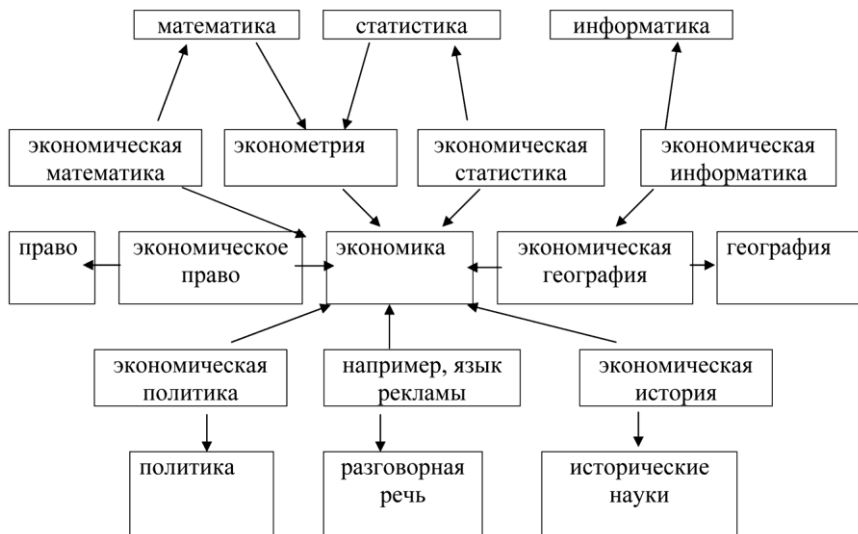 математика
статистика
информатика
экономическая
математика
эконометрия
экономическая
статистика
экономическая
информатика
право
экономическое
право
экономика
экономическая
география
география
экономическая
политика
например, язык
рекламы
экономическая
история
политика
разговорная
речь
исторические
науки